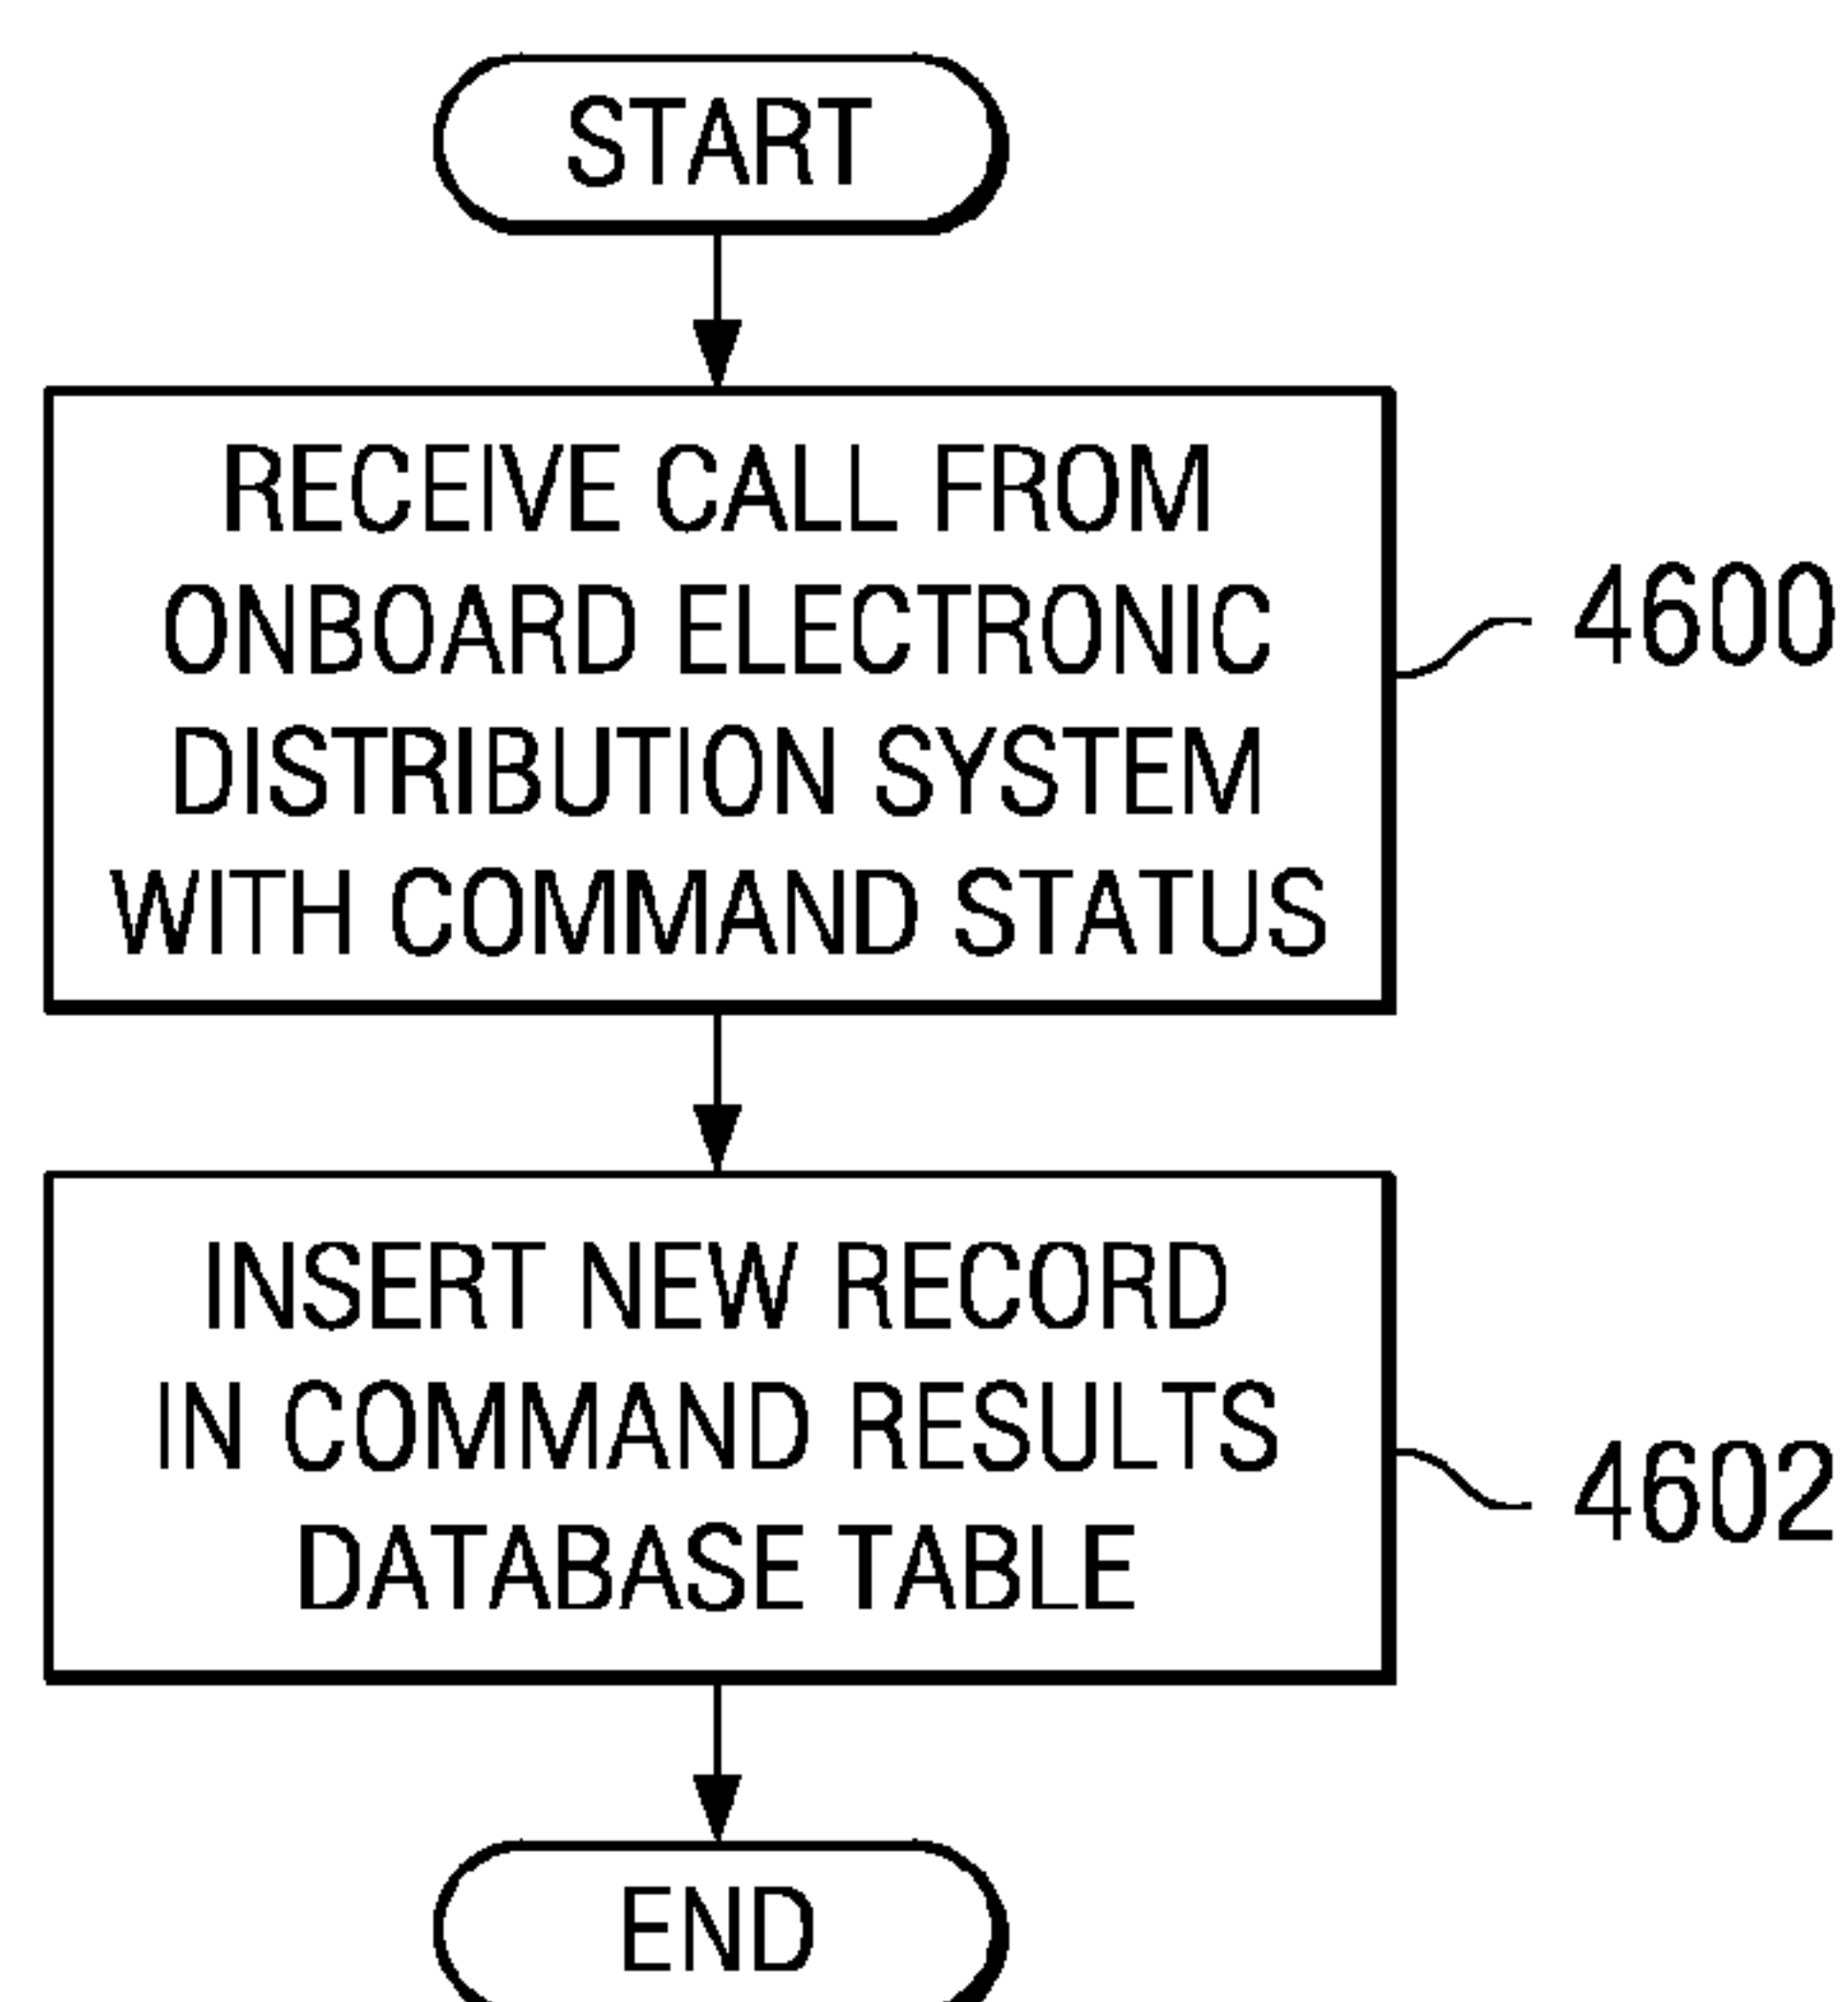 START
RECEIVE CALL FROM
ONBOARD ELECTRONIC
DISTRIBUTION SYSTEM
WITH COMMAND STATUS
4600
INSERT NEW RECORD
IN COMMAND RESULTS
DATABASE TABLE
4602
END